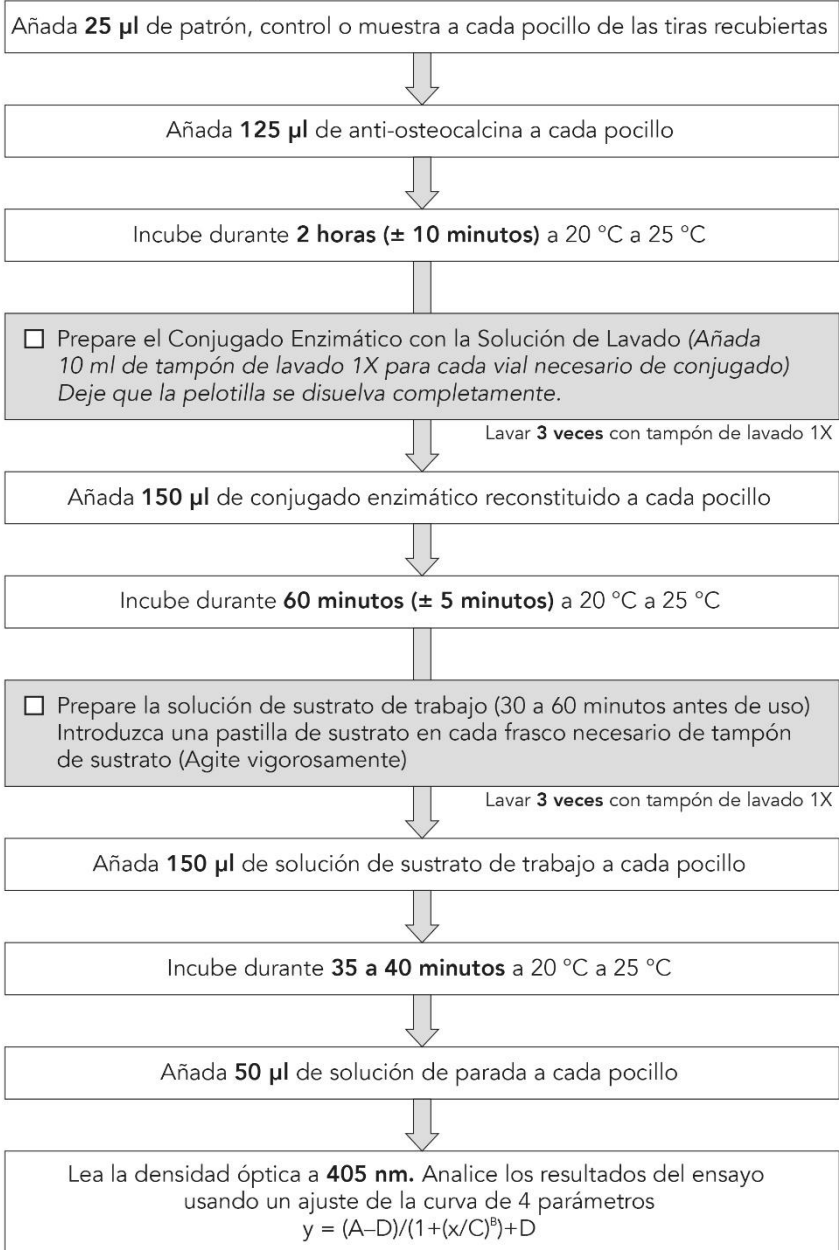 Añada 25 µl de patrón, control o muestra a cada pocillo de las tiras recubiertas
Añada 125 µl de anti-osteocalcina a cada pocillo
Incube durante 2 horas (± 10 minutos) a 20 °C a 25 °C
☐ Prepare el Conjugado Enzimático con la Solución de Lavado (Añada
10 ml de tampón de lavado 1X para cada vial necesario de conjugado)
Deje que la pelotilla se disuelva completamente.
Lavar 3 veces con tampón de lavado 1X
Añada 150 µl de conjugado enzimático reconstituido a cada pocillo
Incube durante 60 minutos (± 5 minutos) a 20 °C a 25 °C
☐ Prepare la solución de sustrato de trabajo (30 a 60 minutos antes de uso)
Introduzca una pastilla de sustrato en cada frasco necesario de tampón
de sustrato (Agite vigorosamente)
Lavar 3 veces con tampón de lavado 1X
Añada 150 µl de solución de sustrato de trabajo a cada pocillo
Incube durante 35 a 40 minutos a 20 °C a 25 °C
Añada 50 µl de solución de parada a cada pocillo
Lea la densidad óptica a 405 nm. Analice los resultados del ensayo
usando un ajuste de la curva de 4 parámetros
y = (A–D)/(1+(x/C)ᴮ)+D